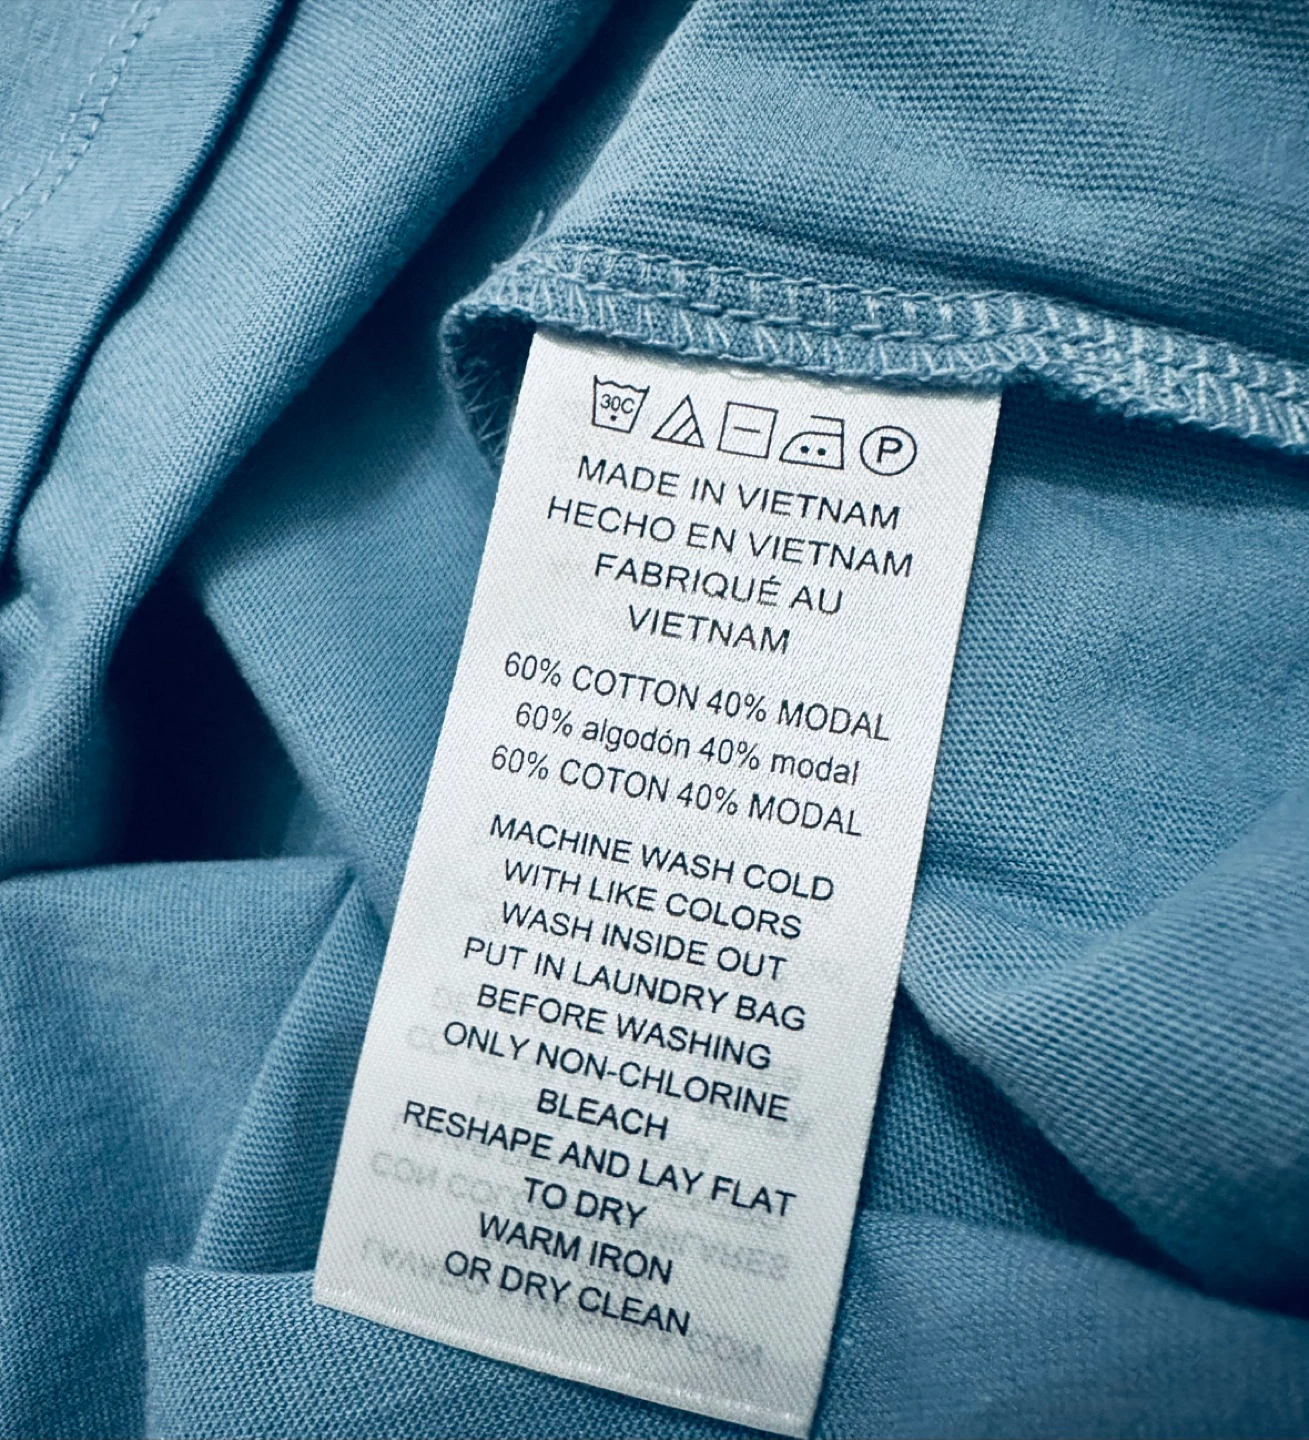 30C
P
MADE IN VIETNAM
HECHO EN VIETNAM
FABRIQUÉ AU
VIETNAM
60% COTTON 40% MODAL
60% algodón 40% modal
60% COTON 40% MODAL
MACHINE WASH COLD
WITH LIKE COLORS
WASH INSIDE OUT
PUT IN LAUNDRY BAG
BEFORE WASHING
ONLY NON-CHLORINE
BLEACH
RESHAPE AND LAY FLAT
TO DRY
WARM IRON
OR DRY CLEAN